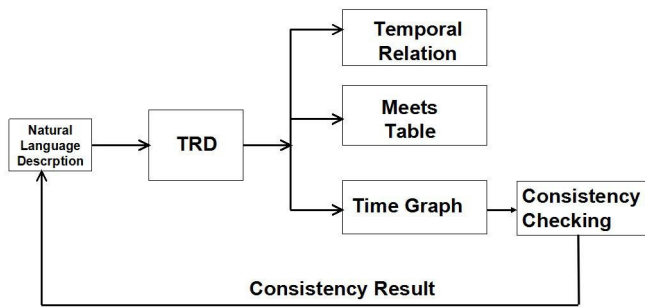 Temporal
Relation
Natural
Language
Descrption
TRD
Meets
Table
Time Graph
Consistency
Checking
Consistency Result